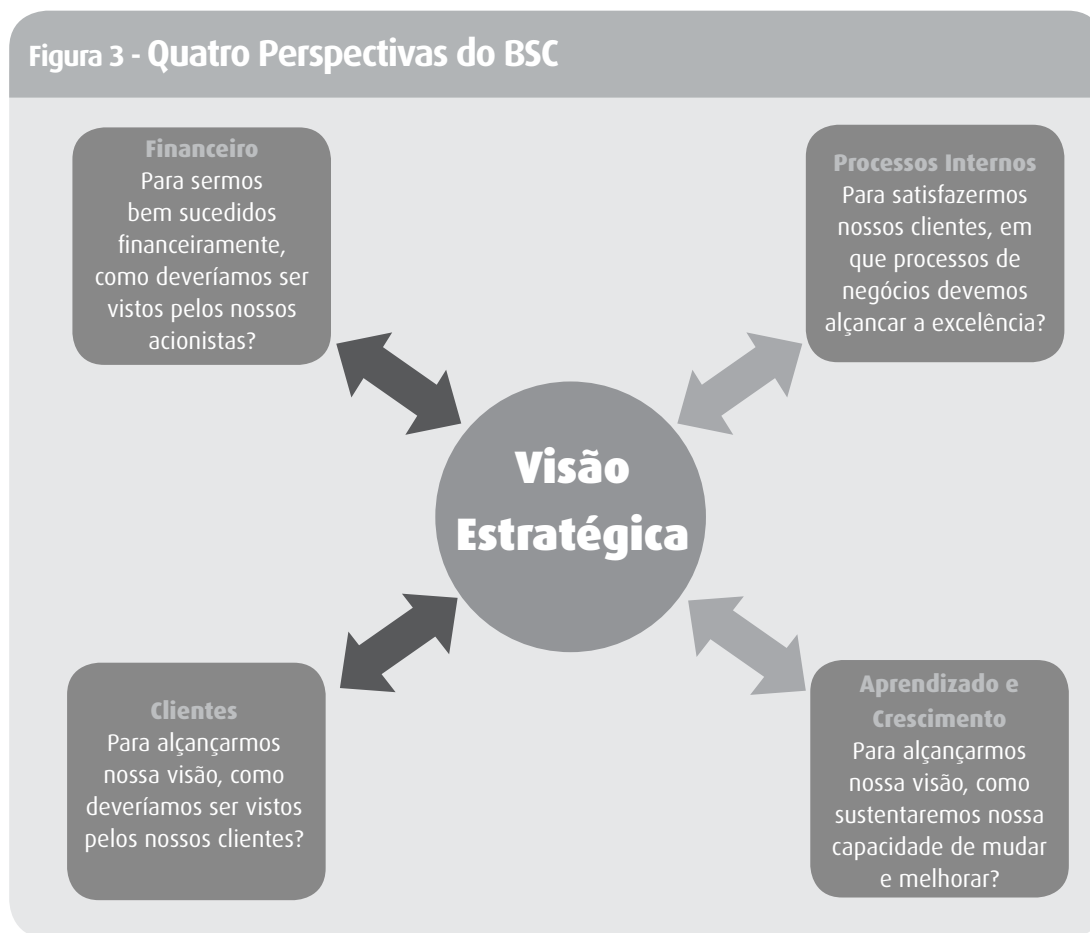 Figura 3 - Quatro Perspectivas do BSC
Financeiro
Para sermos
bem sucedidos
financeiramente,
como deveríamos ser
vistos pelos nossos
acionistas?
Processos Internos
Para satisfazermos
nossos clientes, em
que processos de
negócios devemos
alçancar a excelência?
Visão
Estratégica
Clientes
Para alçançarmos
nossa visão, como
deveríamos ser vistos
pelos nossos clientes?
Aprendizado e
Crescimento
Para alçançarmos
nossa visão, como
sustentaremos nossa
capacidade de mudar
e melhorar?